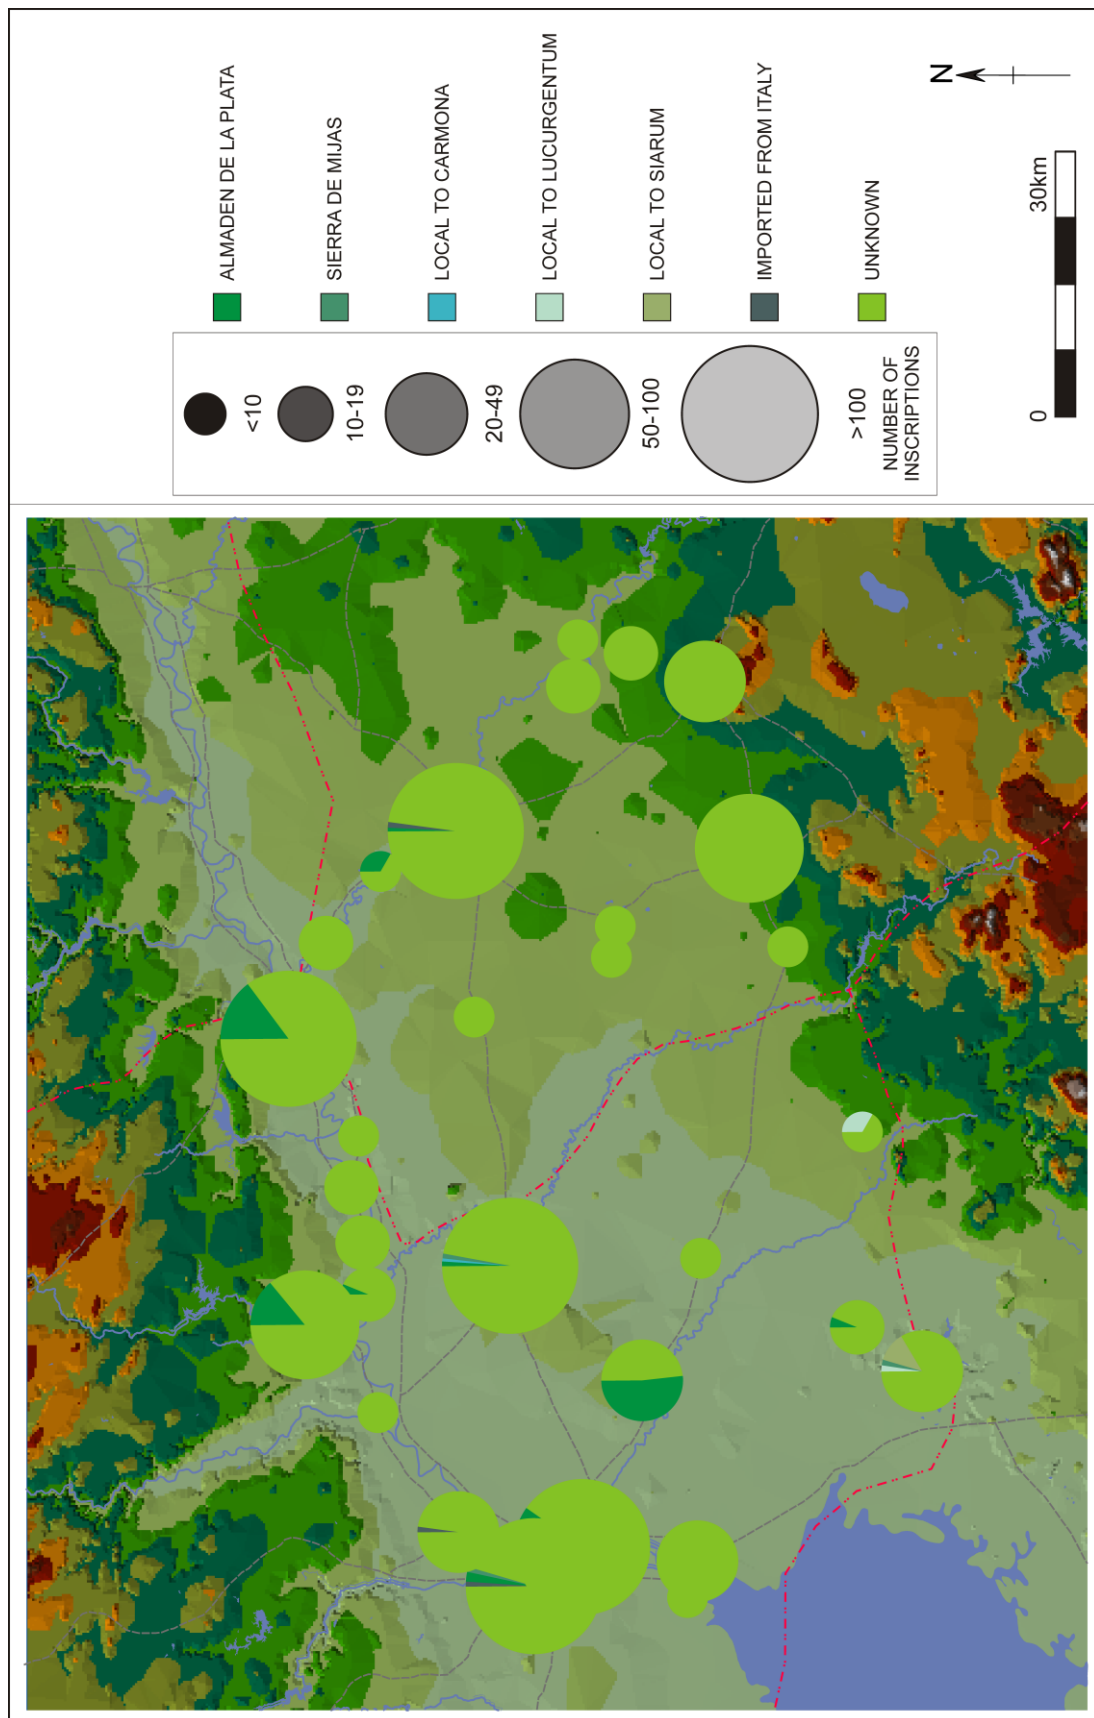 ALMADEN DE LA PLATA
SIERRA DE MIJAS
LOCAL TO CARMONA
LOCAL TO LUCURGENTUM
LOCAL TO SIARUM
IMPORTED FROM ITALY
UNKNOWN
<10
10-19
20-49
50-100
>100
NUMBER OF
INSCRIPTIONS
N
0
30km